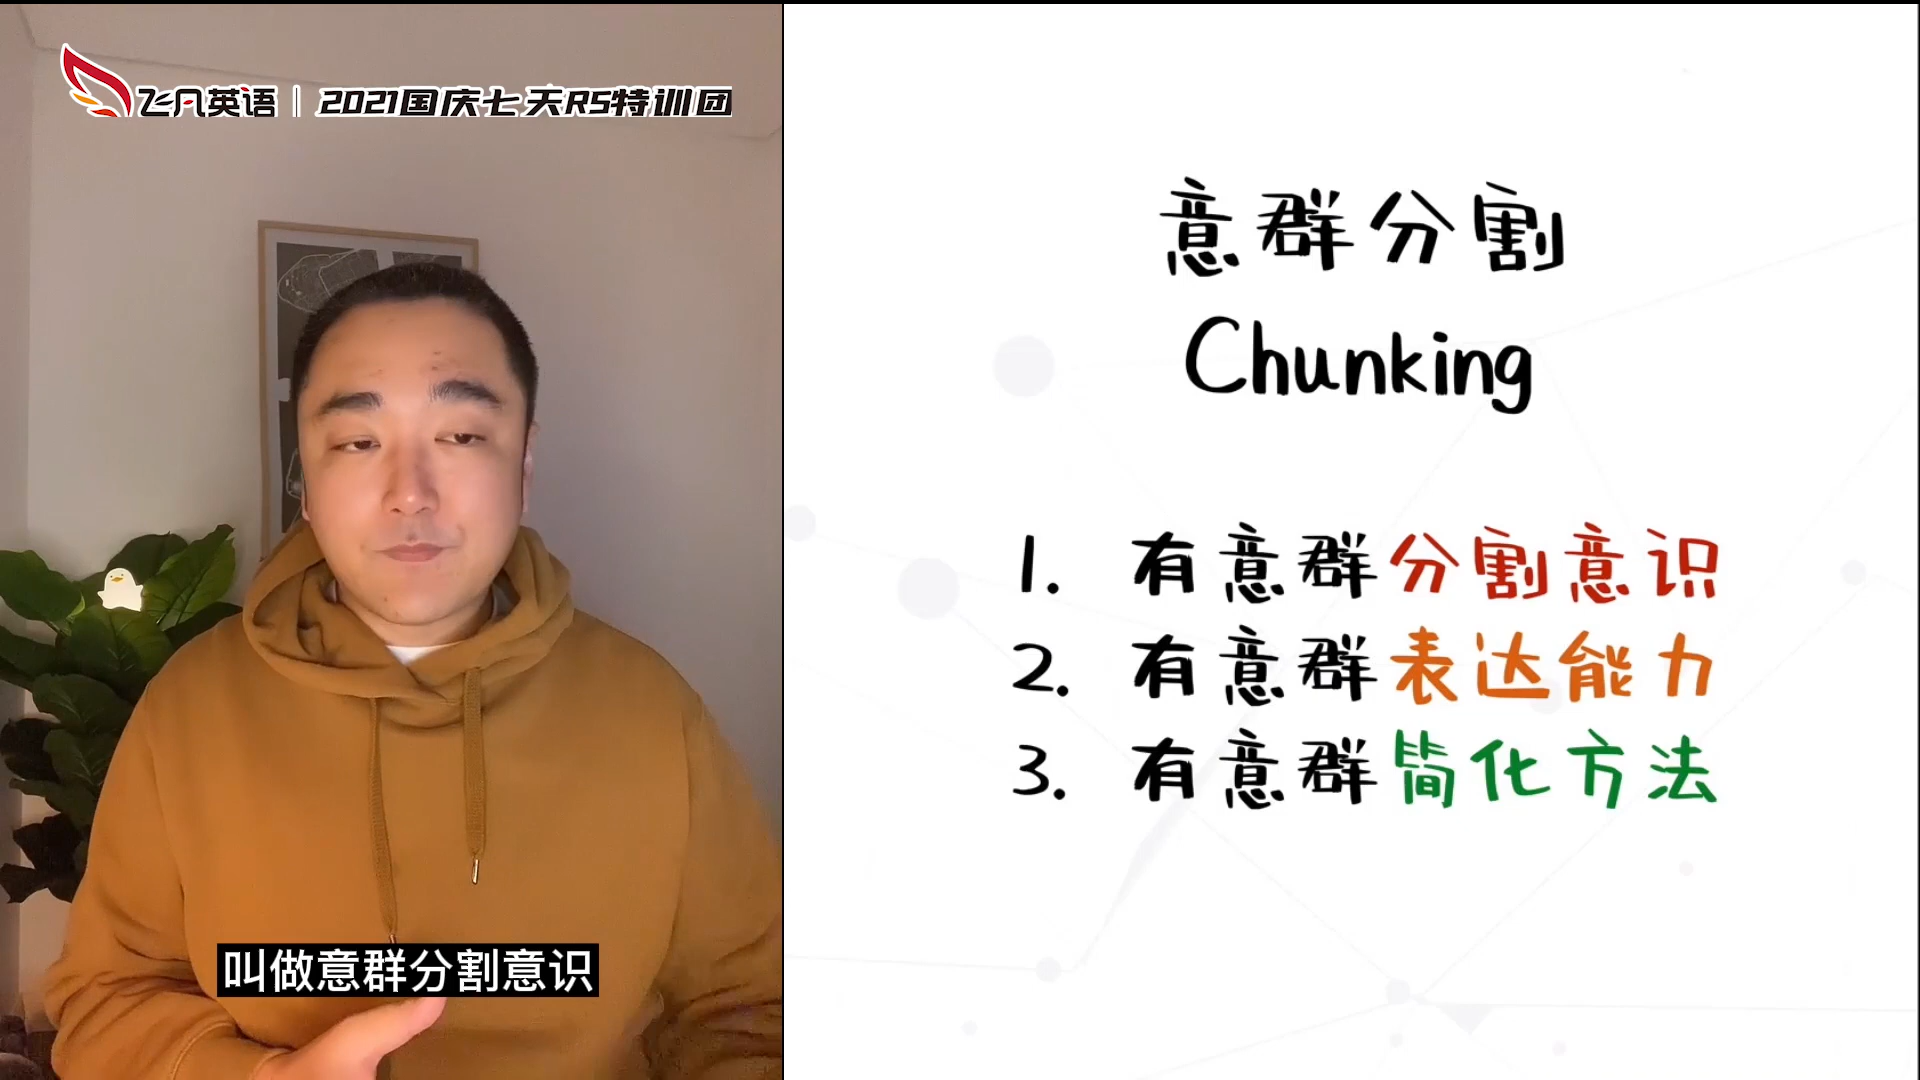 飞凡英语｜2021国庆七天RS特训团
意群分割
Chunking
1. 有意群分割意识
2. 有意群表达能力
3. 有意群简化方法
叫做意群分割意识